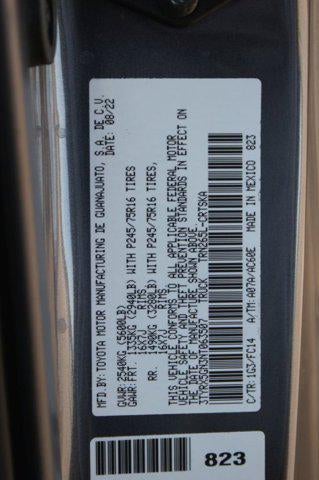 MFD.BY:TOYOTA MOTOR MANUFACTURING DE GUANAJUATO, S.A. DE C.V.
DATE: 08/22
GVWR: 2540KG (5600LB)
GAWR: FRT. 1335KG (2940LB) WITH P245/75R16 TIRES
16X7J RIMS
RR. 1490KG (3280LB) WITH P245/75R16 TIRES
16X7J RIMS
THIS VEHICLE CONFORMS TO ALL APPLICABLE FEDERAL MOTOR
VEHICLE SAFETY AND THEFT PREVENTION STANDARDS IN EFFECT ON
THE DATE OF MANUFACTURE SHOWN ABOVE.
TRUCK TRM265L-CRTSKA
C/TR:1G3/FC14 A/TM:A07A/AC60E MADE IN MEXICO 823
823